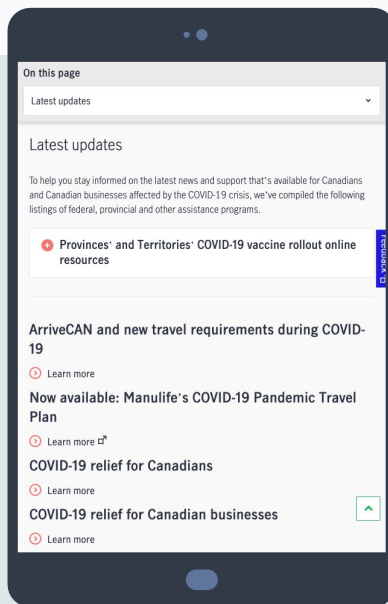 On this page
Latest updates
Latest updates
To help you stay informed on the latest news and support that's available for Canadians
and Canadian businesses affected by the COVID-19 crisis, we've compiled the following
listings of federal, provincial and other assistance programs.
Provinces' and Territories' COVID-19 vaccine rollout online
resources
Feedback
ArriveCAN and new travel requirements during COVID-
19
Learn more
Now available: Manulife's COVID-19 Pandemic Travel
Plan
Learn more
COVID-19 relief for Canadians
Learn more
COVID-19 relief for Canadian businesses
Learn more